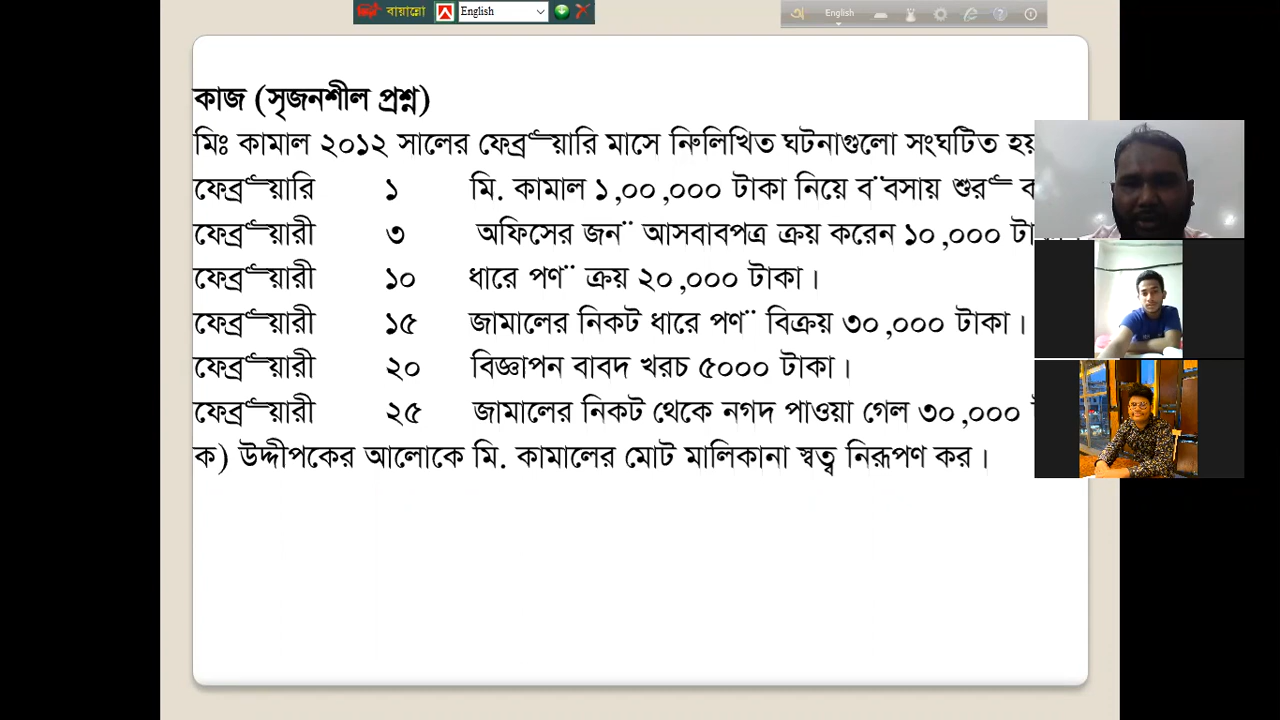 বায়ান্নো English English
কাজ (সৃজনশীল প্রশ্ন)
মিঃ কামাল ২০১২ সালের ফেব্র“য়ারি মাসে নিুলিখিত ঘটনাগুলো সংঘটিত হয়
ফেব্র“য়ারি ১ মি. কামাল ১,০০,০০০ টাকা নিয়ে ব¨বসায় শুর“
ফেব্র“য়ারী ৩ অফিসের জন¨ আসবাবপত্র ক্রয় করেন ১০,০০০
ফেব্র“য়ারী ১০ ধারে পণ¨ ক্রয় ২০,০০০ টাকা।
ফেব্র“য়ারী ১৫ জামালের নিকট ধারে পণ¨ বিক্রয় ৩০,০০০ টাকা।
ফেব্র“য়ারী ২০ বিজ্ঞাপন বাবদ খরচ ৫০০০ টাকা।
ফেব্র“য়ারী ২৫ জামালের নিকট থেকে নগদ পাওয়া গেল ৩০,০০০
ক) উদ্দীপকের আলোকে মি. কামালের মোট মালিকানা স্বত্ব নিরূপণ কর।